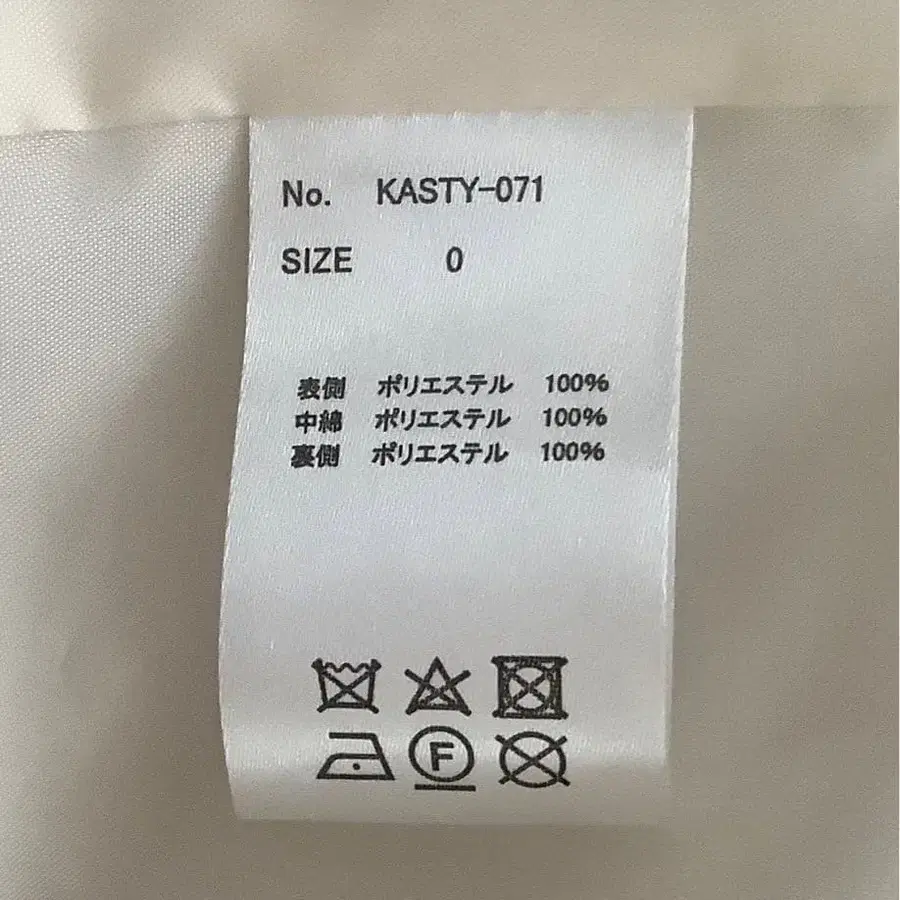 No. KASTY-071
SIZE 0
表側 ポリエステル 100%
中綿 ポリエステル 100%
裏側 ポリエステル 100%
F